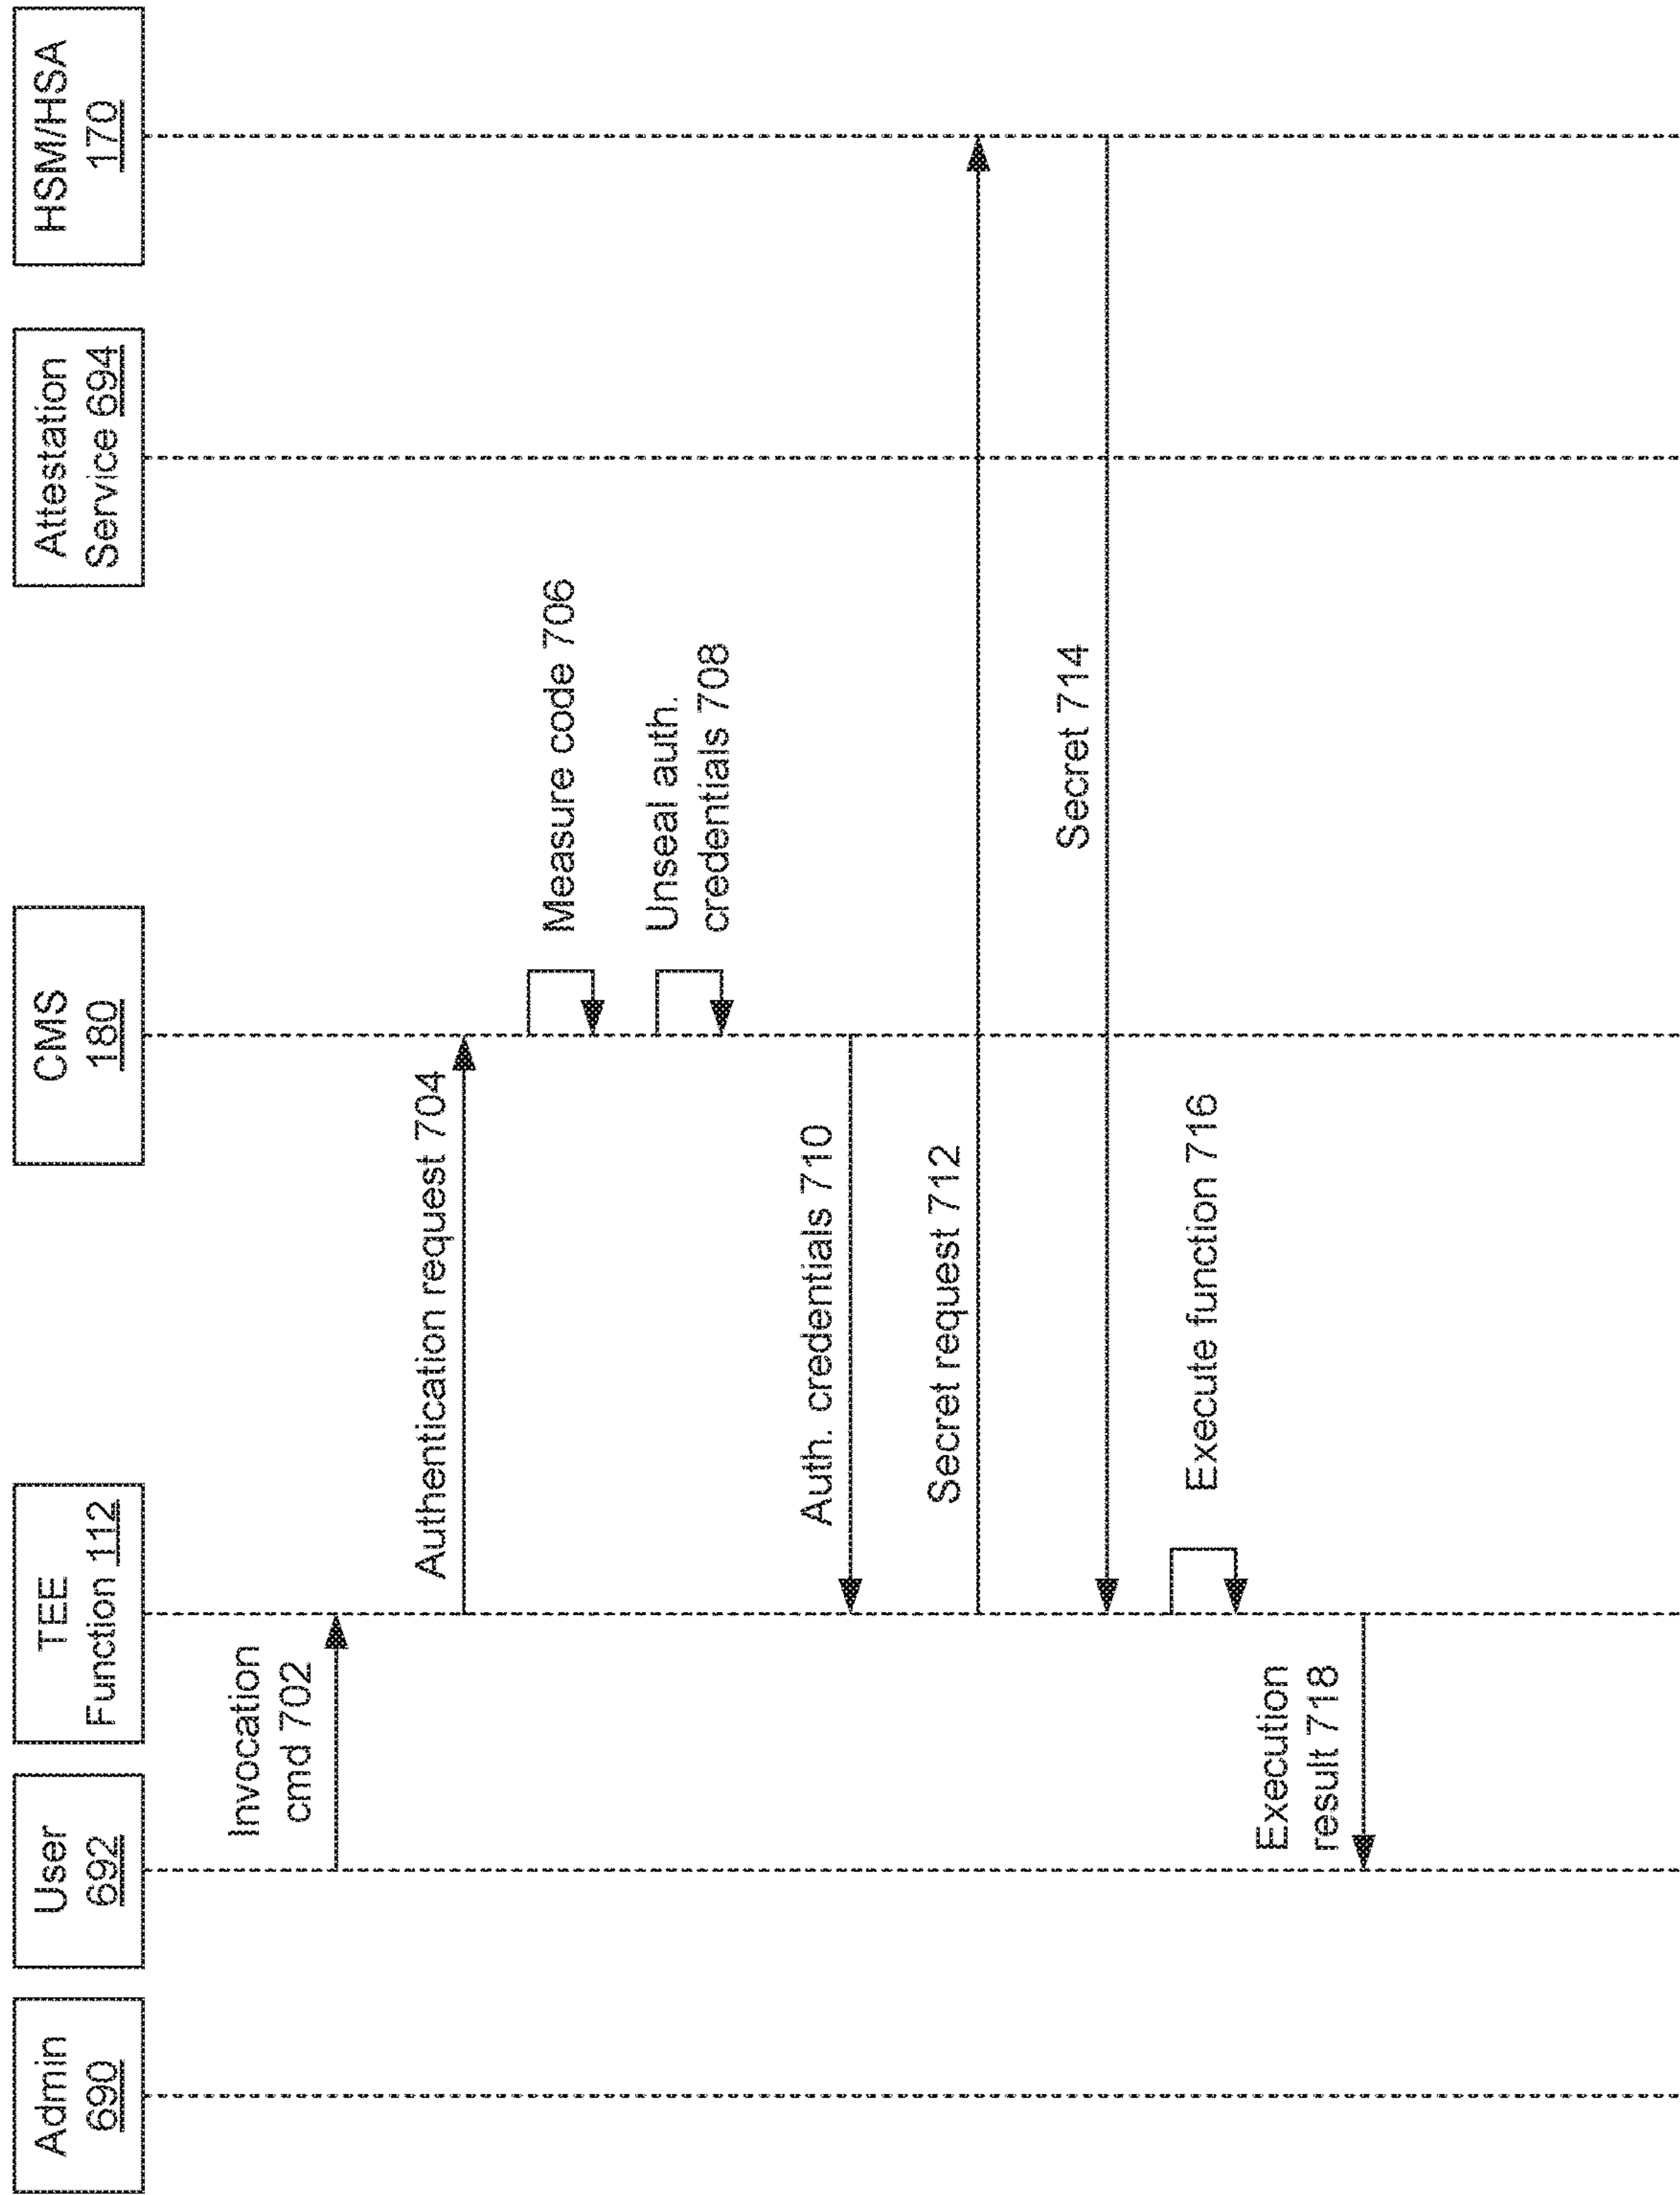 Admin
690
User
692
TEE
Function 112
CMS
180
Attestation
Service 694
HSM/HSA
170
Invocation
cmd 702
Authentication request 704
Measure code 706
Unseal auth.
credentials 708
Auth. credentials 710
Secret request 712
Secret 714
Execute function 716
Execution
result 718